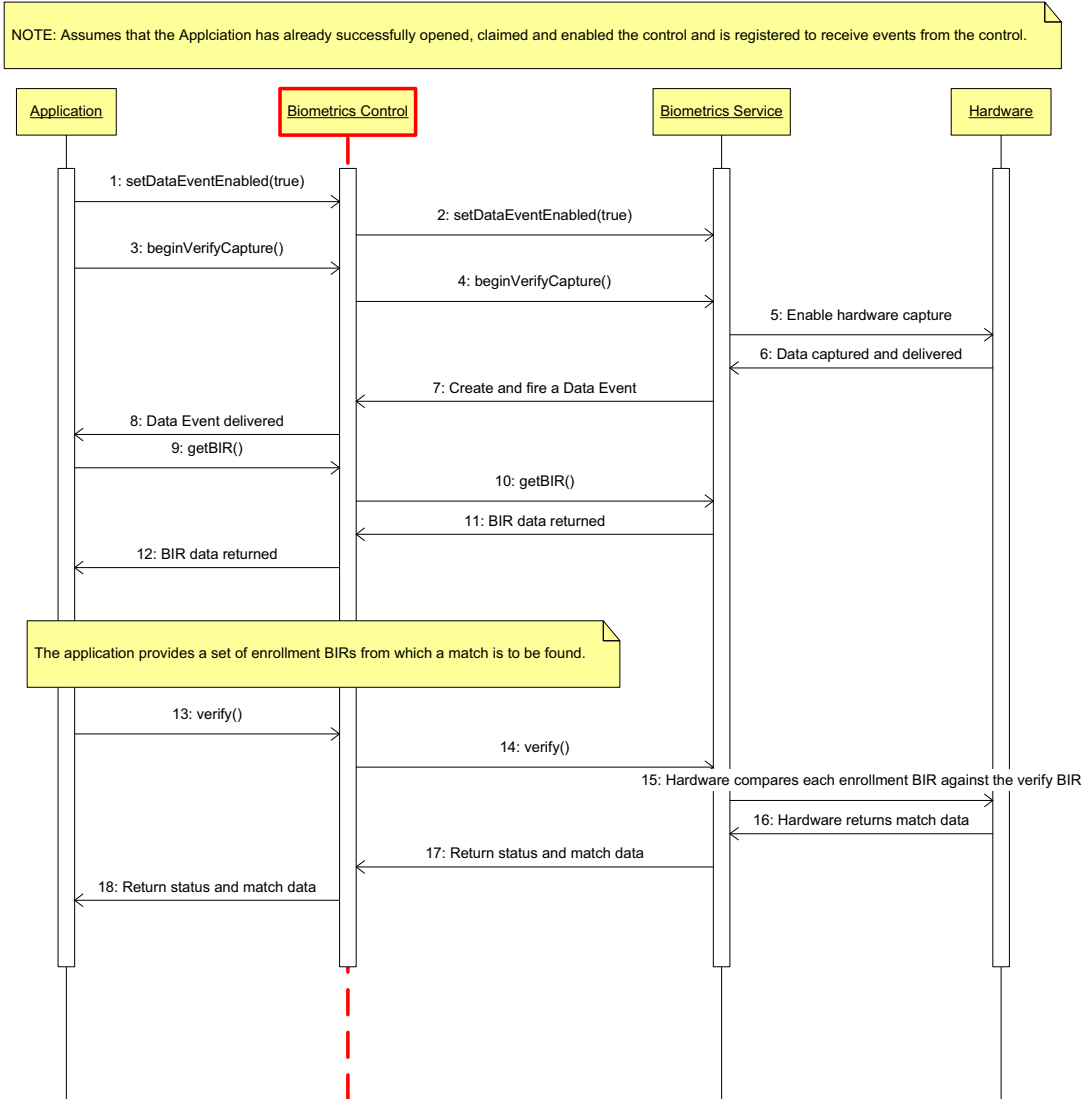 NOTE: Assumes that the Applciation has already successfully opened, claimed and enabled the control and is registered to receive events from the control.
Application
Biometrics Control
Biometrics Service
Hardware
1: setDataEventEnabled(true)
2: setDataEventEnabled(true)
3: beginVerifyCapture()
4: beginVerifyCapture()
5: Enable hardware capture
6: Data captured and delivered
7: Create and fire a Data Event
8: Data Event delivered
9: getBIR()
10: getBIR()
11: BIR data returned
12: BIR data returned
The application provides a set of enrollment BIRs from which a match is to be found.
13: verify()
14: verify()
15: Hardware compares each enrollment BIR against the verify BIR
16: Hardware returns match data
17: Return status and match data
18: Return status and match data